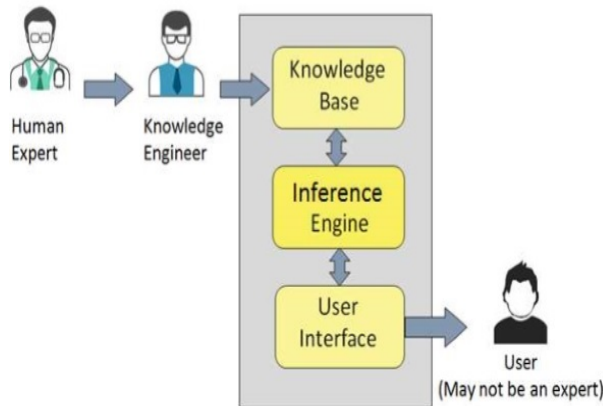 Human
Expert
Knowledge
Engineer
Knowledge
Base
Inference
Engine
User
Interface
User
(May not be an expert)